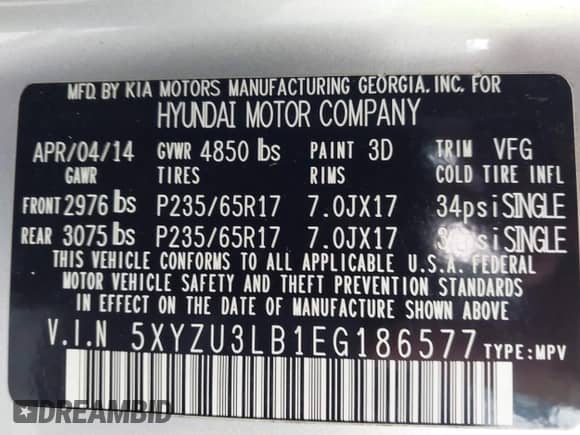 MFD. BY KIA MOTORS MANUFACTURING GEORGIA, INC. FOR
HYUNDAI MOTOR COMPANY
APR/04/14 GVWR 4850 lbs PAINT 3D TRIM VFG
GAWR TIRES RIMS COLD TIRE INFL
FRONT 2976 lbs P235/65R17 7.0JX17 34psi SINGLE
REAR 3075 lbs P235/65R17 7.0JX17 psi SINGLE
THIS VEHICLE CONFORMS TO ALL APPLICABLE U.S.A. FEDERAL
MOTOR VEHICLE SAFETY AND THEFT PREVENTION STANDARDS
IN EFFECT ON THE DATE OF MANUFACTURE SHOWN ABOVE.
V.I.N 5XYZU3LB1EG186577 TYPE:MPV
DREAMBID